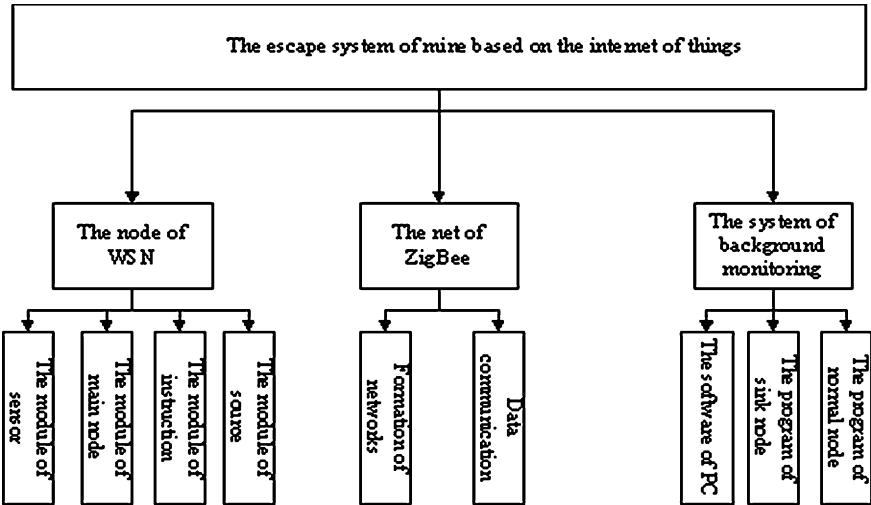 The escape system of mine based on the internet of things
The node of
WSN
The net of
ZigBee
The system of
background
monitoring
The module of
sensor
The module of
main node
The module of
instruction
The module of
source
Formation of
networks
Data
communication
The software of PC
The program of
sink node
The program of
normal node